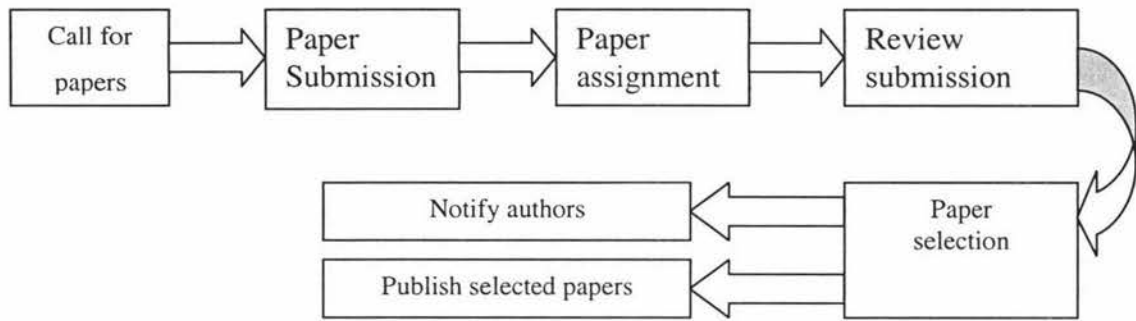 Call for
papers
Paper
Submission
Paper
assignment
Review
submission
Paper
selection
Notify authors
Publish selected papers